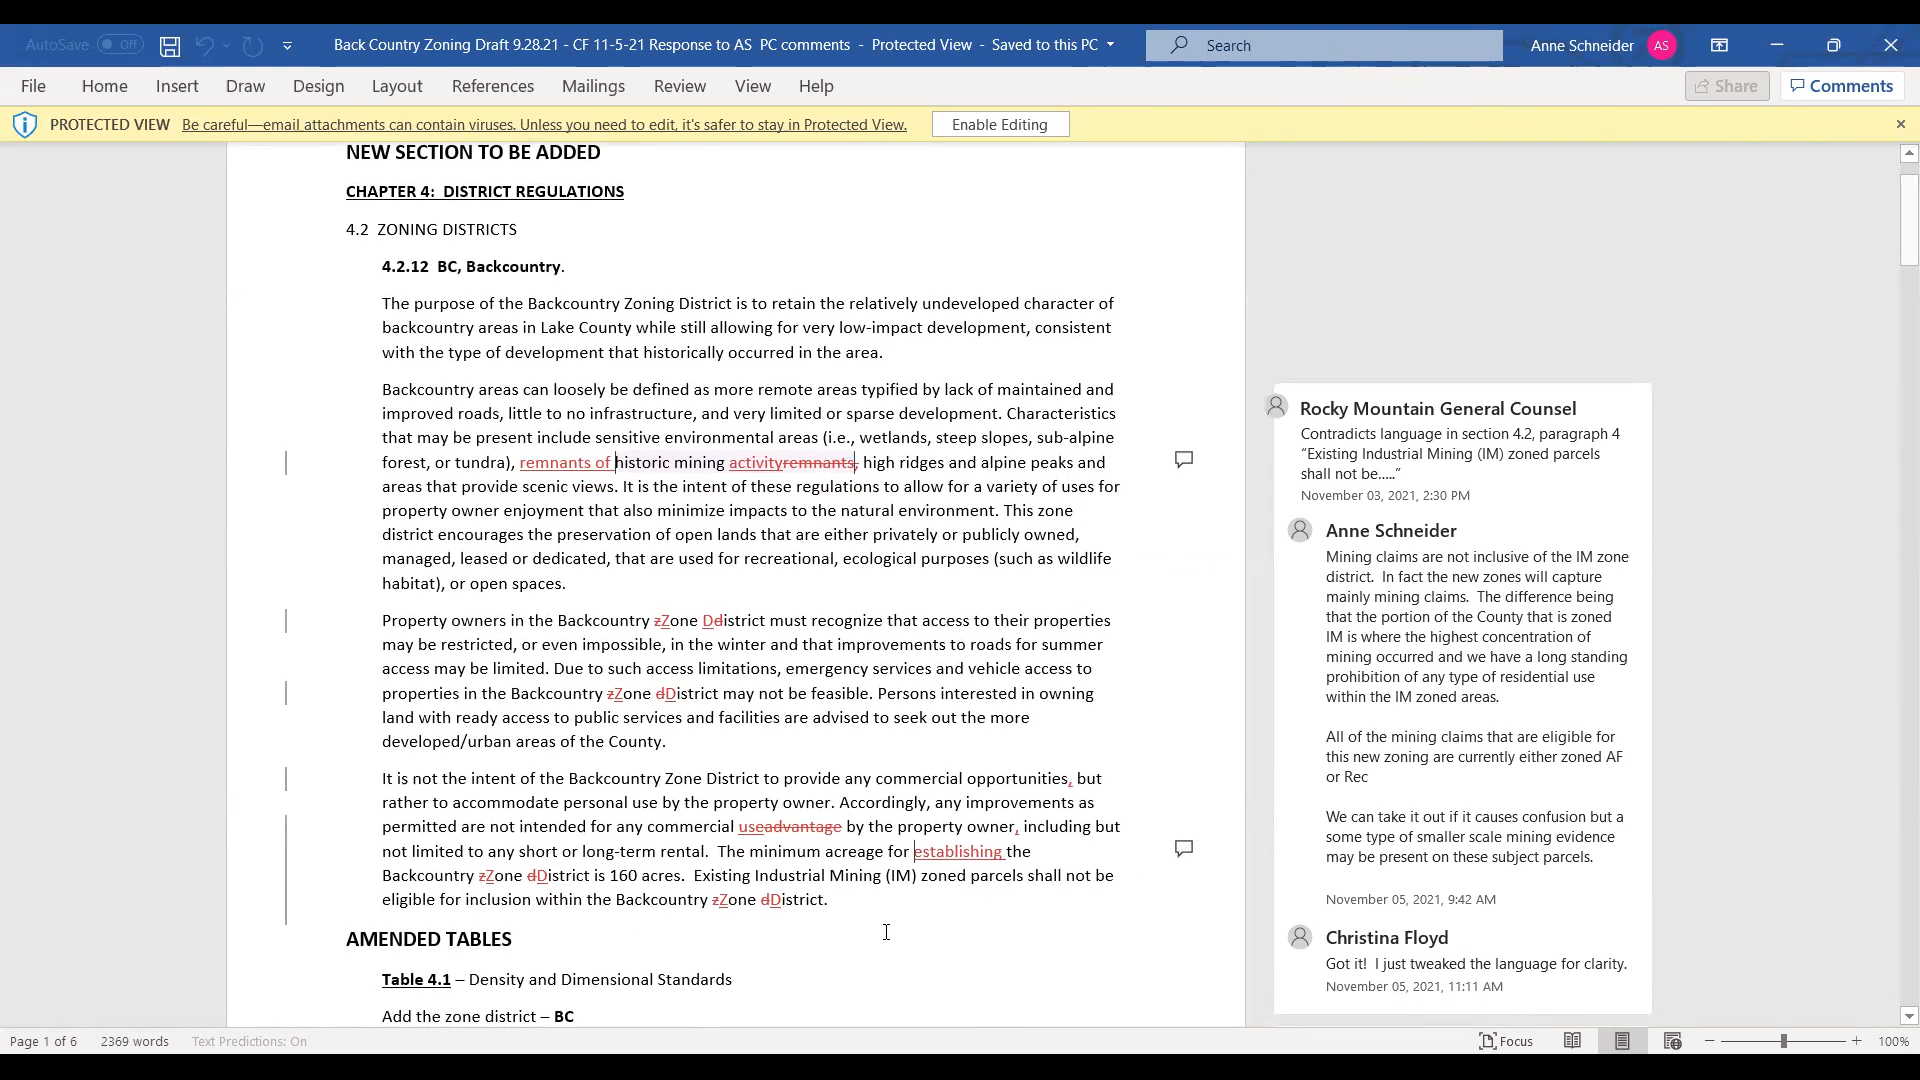 AutoSave Off Back Country Zoning Draft 9.28.21 - CF 11-5-21 Response to AS PC comments - Protected View - Saved to this PC Search Anne Schneider AS
File Home Insert Draw Design Layout References Mailings Review View Help Share Comments
PROTECTED VIEW Be careful—email attachments can contain viruses. Unless you need to edit, it's safer to stay in Protected View. Enable Editing
NEW SECTION TO BE ADDED
CHAPTER 4: DISTRICT REGULATIONS
4.2 ZONING DISTRICTS
4.2.12 BC, Backcountry.
The purpose of the Backcountry Zoning District is to retain the relatively undeveloped character of
backcountry areas in Lake County while still allowing for very low-impact development, consistent
with the type of development that historically occurred in the area.
Backcountry areas can loosely be defined as more remote areas typified by lack of maintained and
improved roads, little to no infrastructure, and very limited or sparse development. Characteristics
that may be present include sensitive environmental areas (i.e., wetlands, steep slopes, sub-alpine
forest, or tundra), remnants of historic mining activityremnants, high ridges and alpine peaks and
areas that provide scenic views. It is the intent of these regulations to allow for a variety of uses for
property owner enjoyment that also minimize impacts to the natural environment. This zone
district encourages the preservation of open lands that are either privately or publicly owned,
managed, leased or dedicated, that are used for recreational, ecological purposes (such as wildlife
habitat), or open spaces.
Property owners in the Backcountry zZone Ddistrict must recognize that access to their properties
may be restricted, or even impossible, in the winter and that improvements to roads for summer
access may be limited. Due to such access limitations, emergency services and vehicle access to
properties in the Backcountry zZone dDistrict may not be feasible. Persons interested in owning
land with ready access to public services and facilities are advised to seek out the more
developed/urban areas of the County.
It is not the intent of the Backcountry Zone District to provide any commercial opportunities, but
rather to accommodate personal use by the property owner. Accordingly, any improvements as
permitted are not intended for any commercial useadvantage by the property owner, including but
not limited to any short or long-term rental. The minimum acreage for establishing the
Backcountry zZone dDistrict is 160 acres. Existing Industrial Mining (IM) zoned parcels shall not be
eligible for inclusion within the Backcountry zZone dDistrict.
AMENDED TABLES
Table 4.1 – Density and Dimensional Standards
Add the zone district – BC
Rocky Mountain General Counsel
Contradicts language in section 4.2, paragraph 4
“Existing Industrial Mining (IM) zoned parcels
shall not be…..”
November 03, 2021, 2:30 PM
Anne Schneider
Mining claims are not inclusive of the IM zone
district. In fact the new zones will capture
mainly mining claims. The difference being
that the portion of the County that is zoned
IM is where the highest concentration of
mining occurred and we have a long standing
prohibition of any type of residential use
within the IM zoned areas.
All of the mining claims that are eligible for
this new zoning are currently either zoned AF
or Rec
We can take it out if it causes confusion but a
some type of smaller scale mining evidence
may be present on these subject parcels.
November 05, 2021, 9:42 AM
Christina Floyd
Got it! I just tweaked the language for clarity.
November 05, 2021, 11:11 AM
Page 1 of 6 2369 words Text Predictions: On Focus 100%